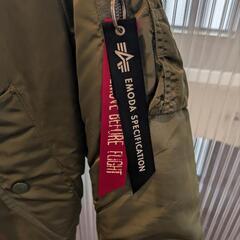 EMODA SPECIFICATION
REMOVE BEFORE FLIGHT